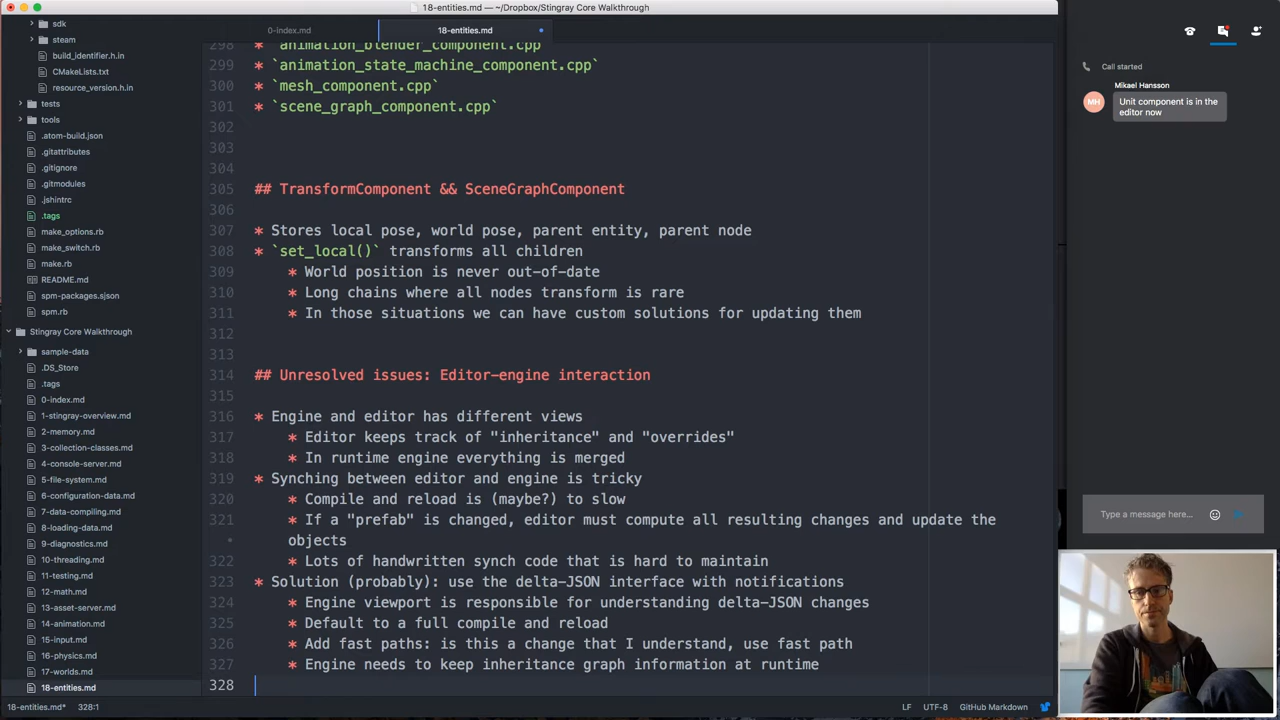 18-entities.md — ~/Dropbox/Stingray Core Walkthrough
0-index.md
18-entities.md
sdk
steam
build_identifier.h.in
CMakeLists.txt
resource_version.h.in
tests
tools
.atom-build.json
.gitattributes
.gitignore
.gitmodules
.jshintrc
.tags
make_options.rb
make_switch.rb
make.rb
README.md
spm-packages.sjson
spm.rb
Stingray Core Walkthrough
sample-data
.DS_Store
.tags
0-index.md
1-stingray-overview.md
2-memory.md
3-collection-classes.md
4-console-server.md
5-file-system.md
6-configuration-data.md
7-data-compiling.md
8-loading-data.md
9-diagnostics.md
10-threading.md
11-testing.md
12-math.md
13-asset-server.md
14-animation.md
15-input.md
16-physics.md
17-worlds.md
18-entities.md
298 * `animation_blender_component.cpp`
299 * `animation_state_machine_component.cpp`
300 * `mesh_component.cpp`
301 * `scene_graph_component.cpp`
302
303
304
305 ## TransformComponent && SceneGraphComponent
306
307 * Stores local pose, world pose, parent entity, parent node
308 * `set_local()` transforms all children
309 * World position is never out-of-date
310 * Long chains where all nodes transform is rare
311 * In those situations we can have custom solutions for updating them
312
313
314 ## Unresolved issues: Editor-engine interaction
315
316 * Engine and editor has different views
317 * Editor keeps track of "inheritance" and "overrides"
318 * In runtime engine everything is merged
319 * Synching between editor and engine is tricky
320 * Compile and reload is (maybe?) to slow
321 * If a "prefab" is changed, editor must compute all resulting changes and update the
• objects
322 * Lots of handwritten synch code that is hard to maintain
323 * Solution (probably): use the delta-JSON interface with notifications
324 * Engine viewport is responsible for understanding delta-JSON changes
325 * Default to a full compile and reload
326 * Add fast paths: is this a change that I understand, use fast path
327 * Engine needs to keep inheritance graph information at runtime
328
18-entities.md* 328:1
LF UTF-8 GitHub Markdown
Call started
Mikael Hansson
MH
Unit component is in the
editor now
Type a message here...